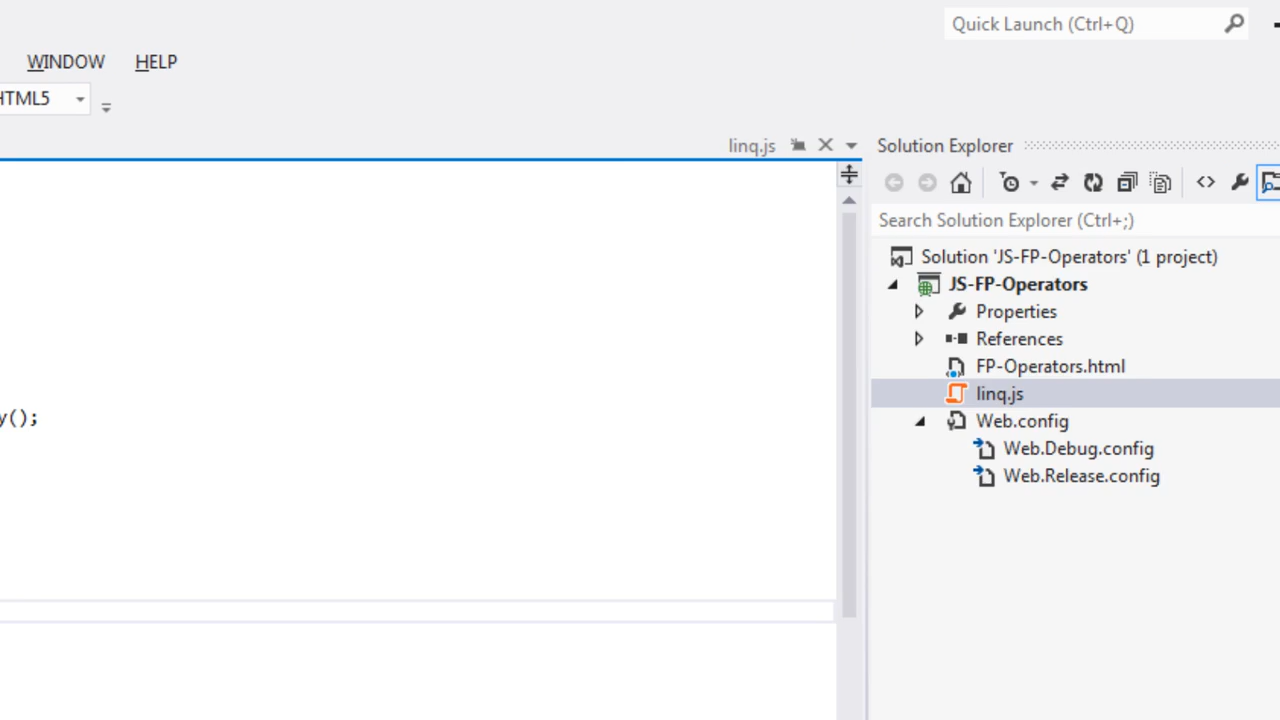 Quick Launch (Ctrl+Q)
WINDOW HELP
HTML5
linq.js
Solution Explorer
Search Solution Explorer (Ctrl+;)
Solution 'JS-FP-Operators' (1 project)
JS-FP-Operators
Properties
References
FP-Operators.html
linq.js
y();
Web.config
Web.Debug.config
Web.Release.config